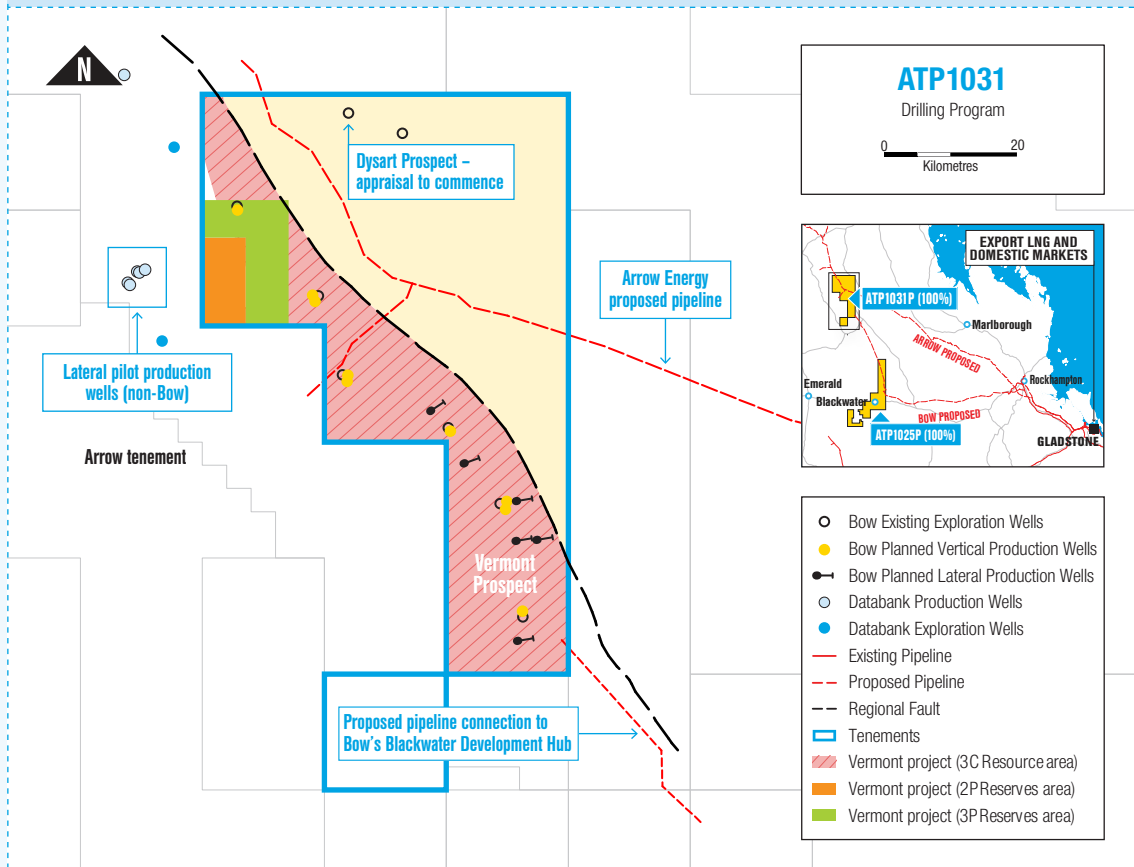 N
ATP1031
Drilling Program
0 20
Kilometres
Dysart Prospect –
appraisal to commence
Arrow Energy
proposed pipeline
Lateral pilot production
wells (non-Bow)
Arrow tenement
Vermont
Prospect
Proposed pipeline connection to
Bow's Blackwater Development Hub
EXPORT LNG AND
DOMESTIC MARKETS
ATP1031P (100%)
Marlborough
ARROW PROPOSED
Rockhampton
Emerald
Blackwater
BOW PROPOSED
ATP1025P (100%)
GLADSTONE
Bow Existing Exploration Wells
Bow Planned Vertical Production Wells
Bow Planned Lateral Production Wells
Databank Production Wells
Databank Exploration Wells
Existing Pipeline
Proposed Pipeline
Regional Fault
Tenements
Vermont project (3C Resource area)
Vermont project (2P Reserves area)
Vermont project (3P Reserves area)